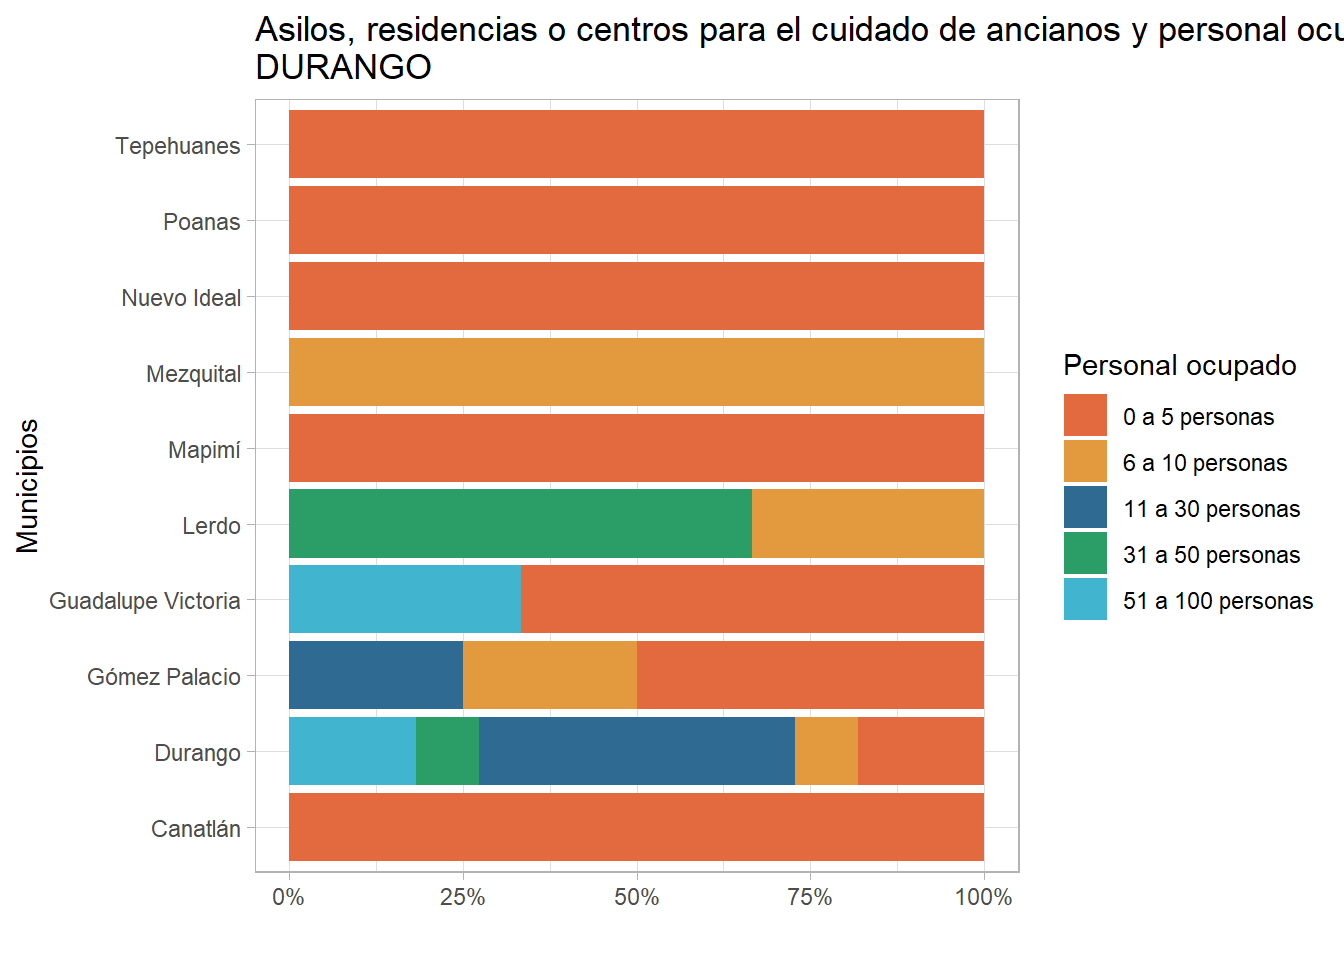 Asilos, residencias o centros para el cuidado de ancianos y personal
DURANGO
Tepehuanes
Poanas
Nuevo Ideal
Mezquital
Mapimí
Lerdo
Guadalupe Victoria
Gómez Palacio
Durango
Canatlán
Municipios
0% 25% 50% 75% 100%
Personal ocupado
0 a 5 personas
6 a 10 personas
11 a 30 personas
31 a 50 personas
51 a 100 personas